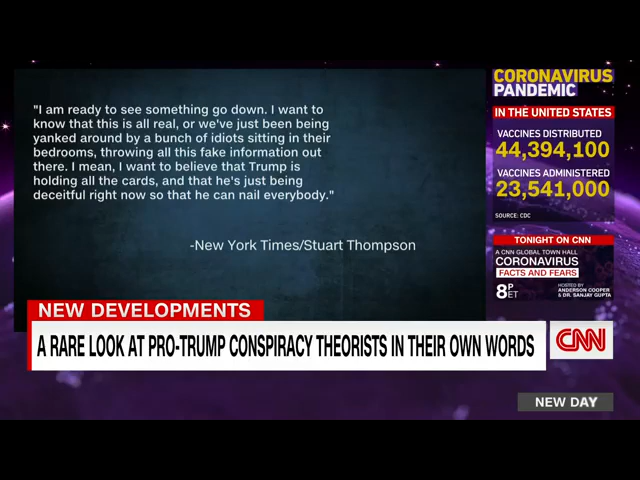 "I am ready to see something go down. I want to
know that this is all real, or we've just been being
yanked around by a bunch of idiots sitting in their
bedrooms, throwing all this fake information out
there. I mean, I want to believe that Trump is
holding all the cards, and that he's just being
deceitful right now so that he can nail everybody."
-New York Times/Stuart Thompson
CORONAVIRUS
PANDEMIC
IN THE UNITED STATES
VACCINES DISTRIBUTED
44,394,100
VACCINES ADMINISTERED
23,541,000
SOURCE: CDC
TONIGHT ON CNN
A CNN GLOBAL TOWN HALL
CORONAVIRUS
FACTS AND FEARS
8 P ET
HOSTED BY
ANDERSON COOPER
& DR. SANJAY GUPTA
NEW DEVELOPMENTS
A RARE LOOK AT PRO-TRUMP CONSPIRACY THEORISTS IN THEIR OWN WORDS
CNN
NEW DAY